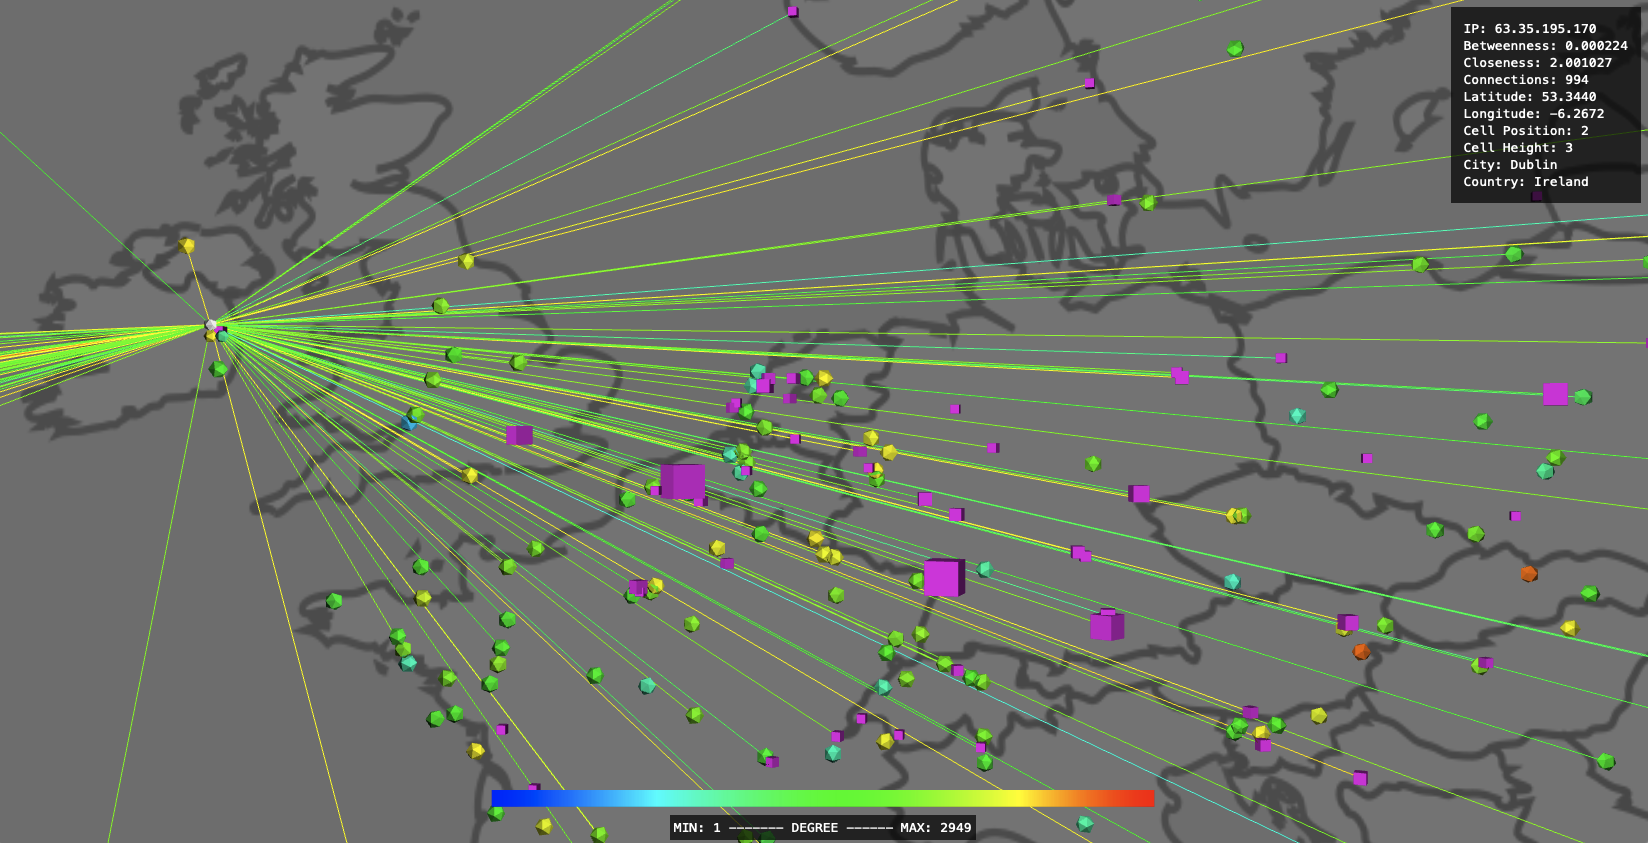 IP: 63.35.195.170
Betweenness: 0.000224
Closeness: 2.001027
Connections: 994
Latitude: 53.3440
Longitude: -6.2672
Cell Position: 2
Cell Height: 3
City: Dublin
Country: Ireland
MIN: 1 ------- DEGREE ------ MAX: 2949